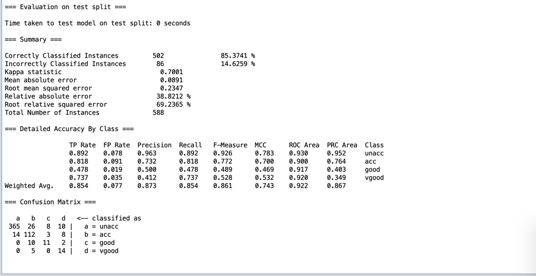 === Evaluation on test split ===
Time taken to test model on test split: 0 seconds
=== Summary ===
Correctly Classified Instances 502 85.3741 %
Incorrectly Classified Instances 86 14.6259 %
Kappa statistic 0.7001
Mean absolute error 0.0891
Root mean squared error 0.2347
Relative absolute error 38.8212 %
Root relative squared error 69.2365 %
Total Number of Instances 588
=== Detailed Accuracy By Class ===
TP Rate FP Rate Precision Recall F-Measure MCC ROC Area PRC Area Class
0.892 0.078 0.963 0.892 0.926 0.783 0.930 0.952 unacc
0.818 0.091 0.732 0.818 0.772 0.700 0.900 0.764 acc
0.478 0.019 0.500 0.478 0.489 0.469 0.917 0.403 good
0.737 0.035 0.412 0.737 0.528 0.532 0.920 0.349 vgood
Weighted Avg. 0.854 0.077 0.873 0.854 0.861 0.743 0.922 0.867
=== Confusion Matrix ===
a b c d <-- classified as
365 26 8 10 | a = unacc
14 112 3 8 | b = acc
0 10 11 2 | c = good
0 5 0 14 | d = vgood